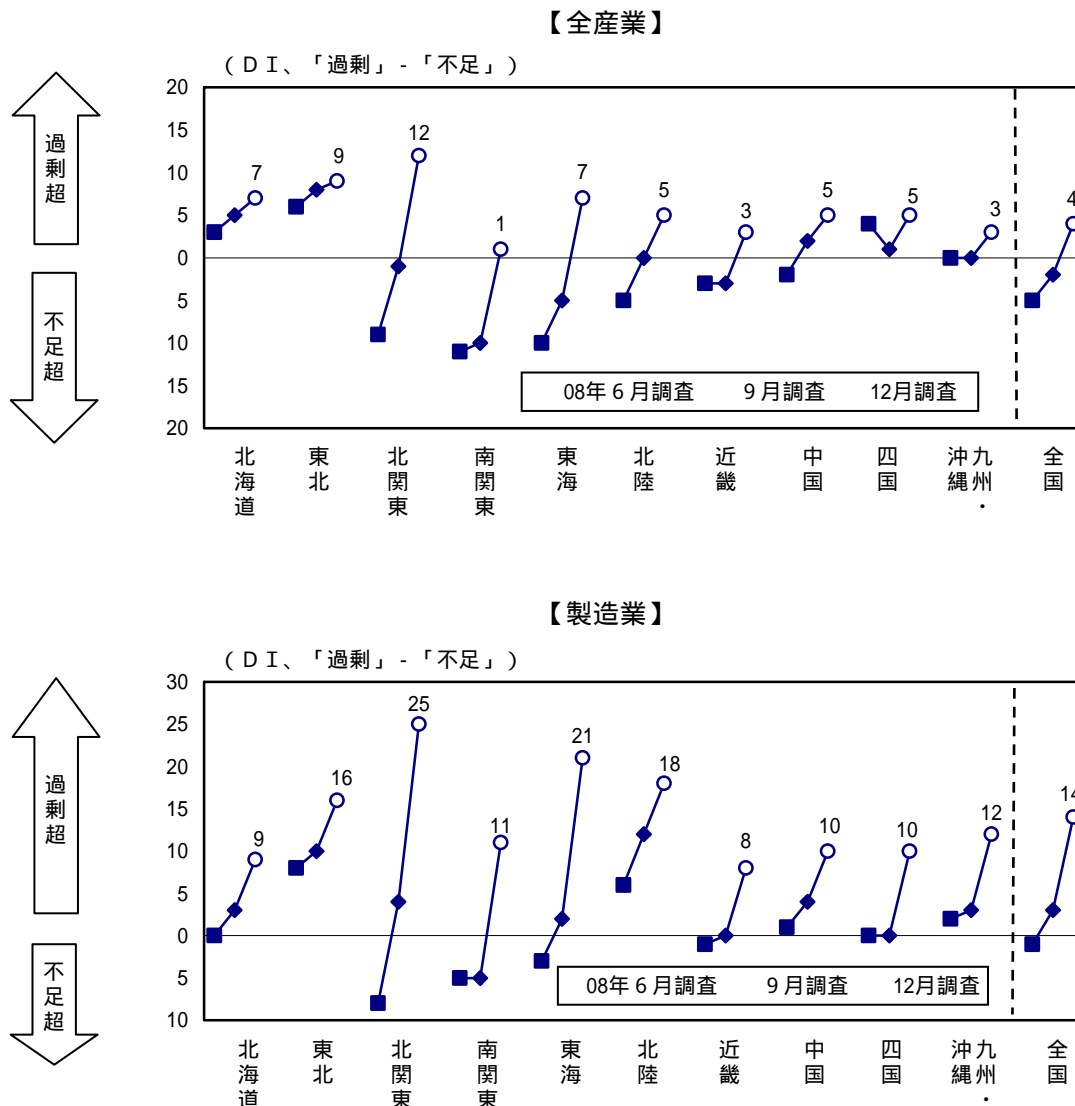 【全産業】
（ＤＩ、「過剰」-「不足」）
過剰超
不足超
20
15
10
5
0
5
10
15
20
7
9
12
1
7
5
3
5
5
3
4
08年６月調査 ９月調査 12月調査
北海道
東北
北関東
南関東
東海
北陸
近畿
中国
四国
九州・
沖縄
全国
【製造業】
（ＤＩ、「過剰」-「不足」）
過剰超
不足超
30
25
20
15
10
5
0
5
10
9
16
25
11
21
18
8
10
10
12
14
08年６月調査 ９月調査 12月調査
北海道
東北
北関東
南関東
東海
北陸
近畿
中国
四国
九州・
沖縄
全国